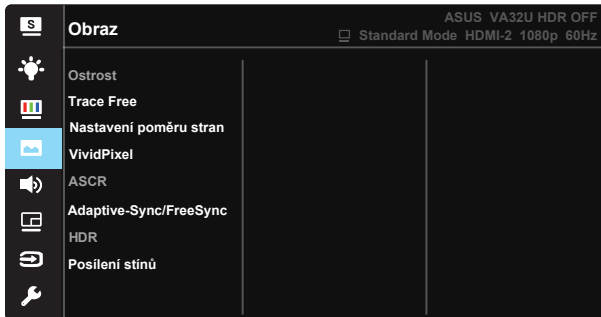 S
Obraz
ASUS VA32U HDR OFF
Standard Mode HDMI-2 1080p 60Hz
Ostrost
Trace Free
Nastavení poměru stran
VividPixel
ASCR
Adaptive-Sync/FreeSync
HDR
Posílení stínů